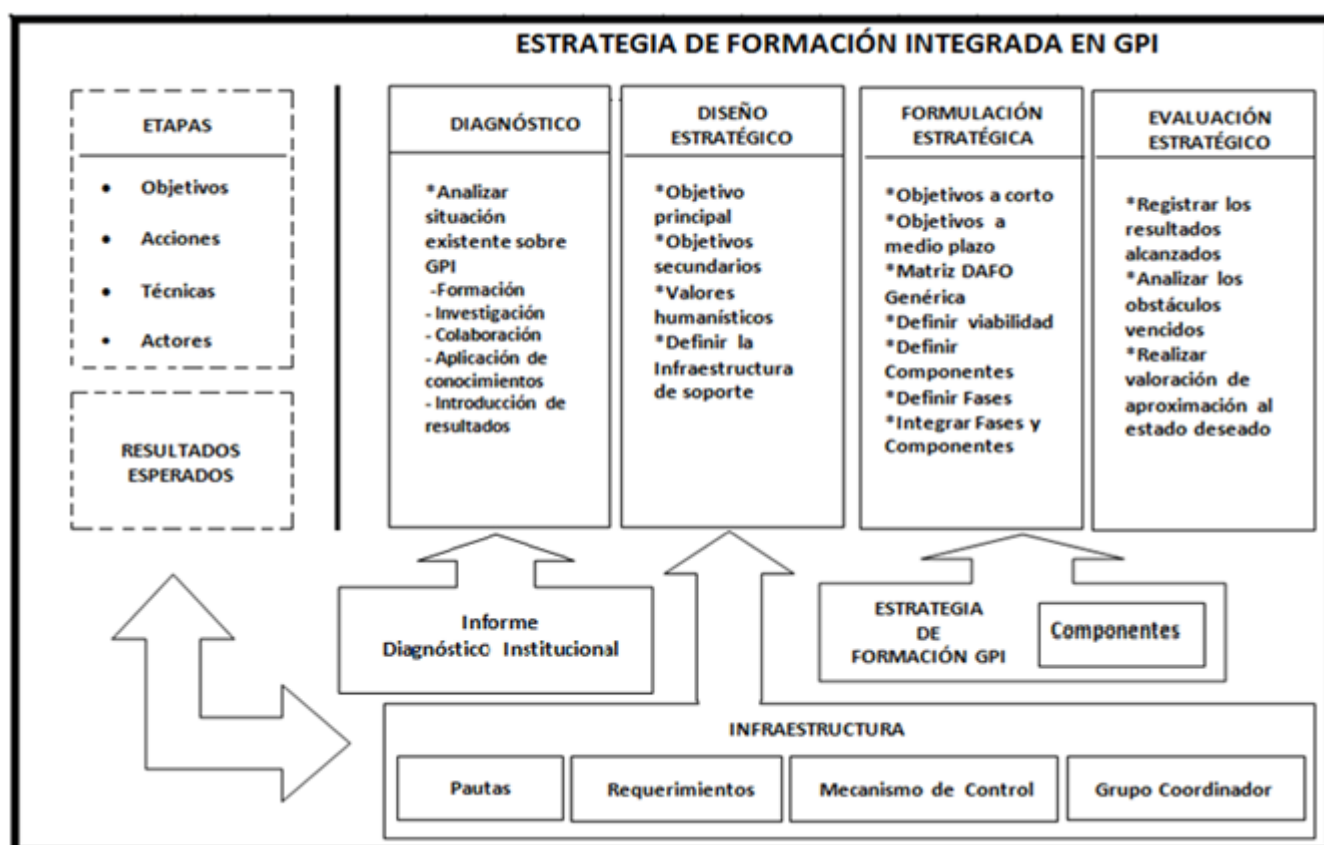 ESTRATEGIA DE FORMACIÓN INTEGRADA EN GPI
ETAPAS
• Objetivos
• Acciones
• Técnicas
• Actores
RESULTADOS
ESPERADOS
DIAGNÓSTICO
*Analizar
situación
existente sobre
GPI
-Formación
- Investigación
- Colaboración
- Aplicación de
conocimientos
- Introducción de
resultados
DISEÑO
ESTRATÉGICO
*Objetivo
principal
*Objetivos
secundarios
*Valores
humanísticos
*Definir la
Infraestructura
de soporte
FORMULACIÓN
ESTRATÉGICA
*Objetivos a corto
*Objetivos a
medio plazo
*Matriz DAFO
Genérica
*Definir viabilidad
*Definir
Componentes
*Definir Fases
*Integrar Fases y
Componentes
EVALUACIÓN
ESTRATÉGICO
*Registrar los
resultados
alcanzados
*Analizar los
obstáculos
vencidos
*Realizar
valoración de
aproximación al
estado deseado
Informe
Diagnóstico Institucional
ESTRATEGIA
DE
FORMACIÓN GPI
Componentes
INFRAESTRUCTURA
Pautas
Requerimientos
Mecanismo de Control
Grupo Coordinador